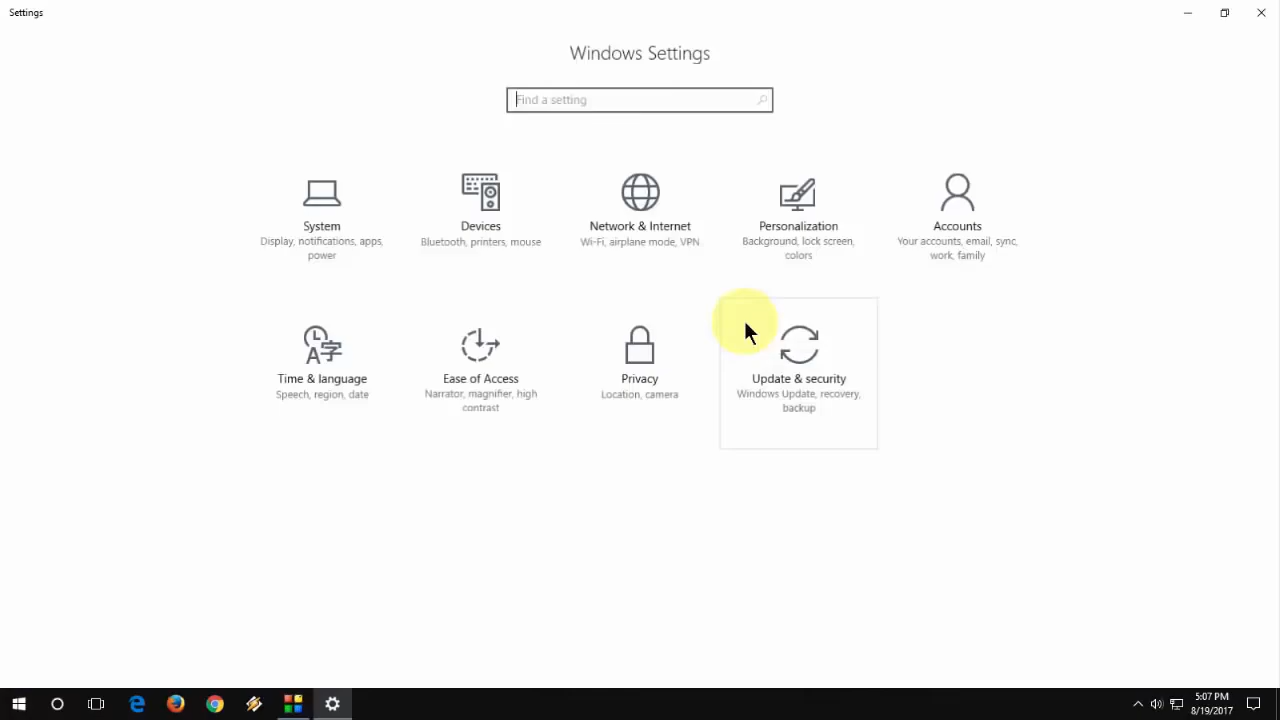 Settings
Windows Settings
Find a setting
System
Display, notifications, apps,
power
Devices
Bluetooth, printers, mouse
Network & Internet
Wi-Fi, airplane mode, VPN
Personalization
Background, lock screen,
colors
Accounts
Your accounts, email, sync,
work, family
A字
Time & language
Speech, region, date
Ease of Access
Narrator, magnifier, high
contrast
Privacy
Location, camera
Update & security
Windows Update, recovery,
backup
5:07 PM
8/19/2017